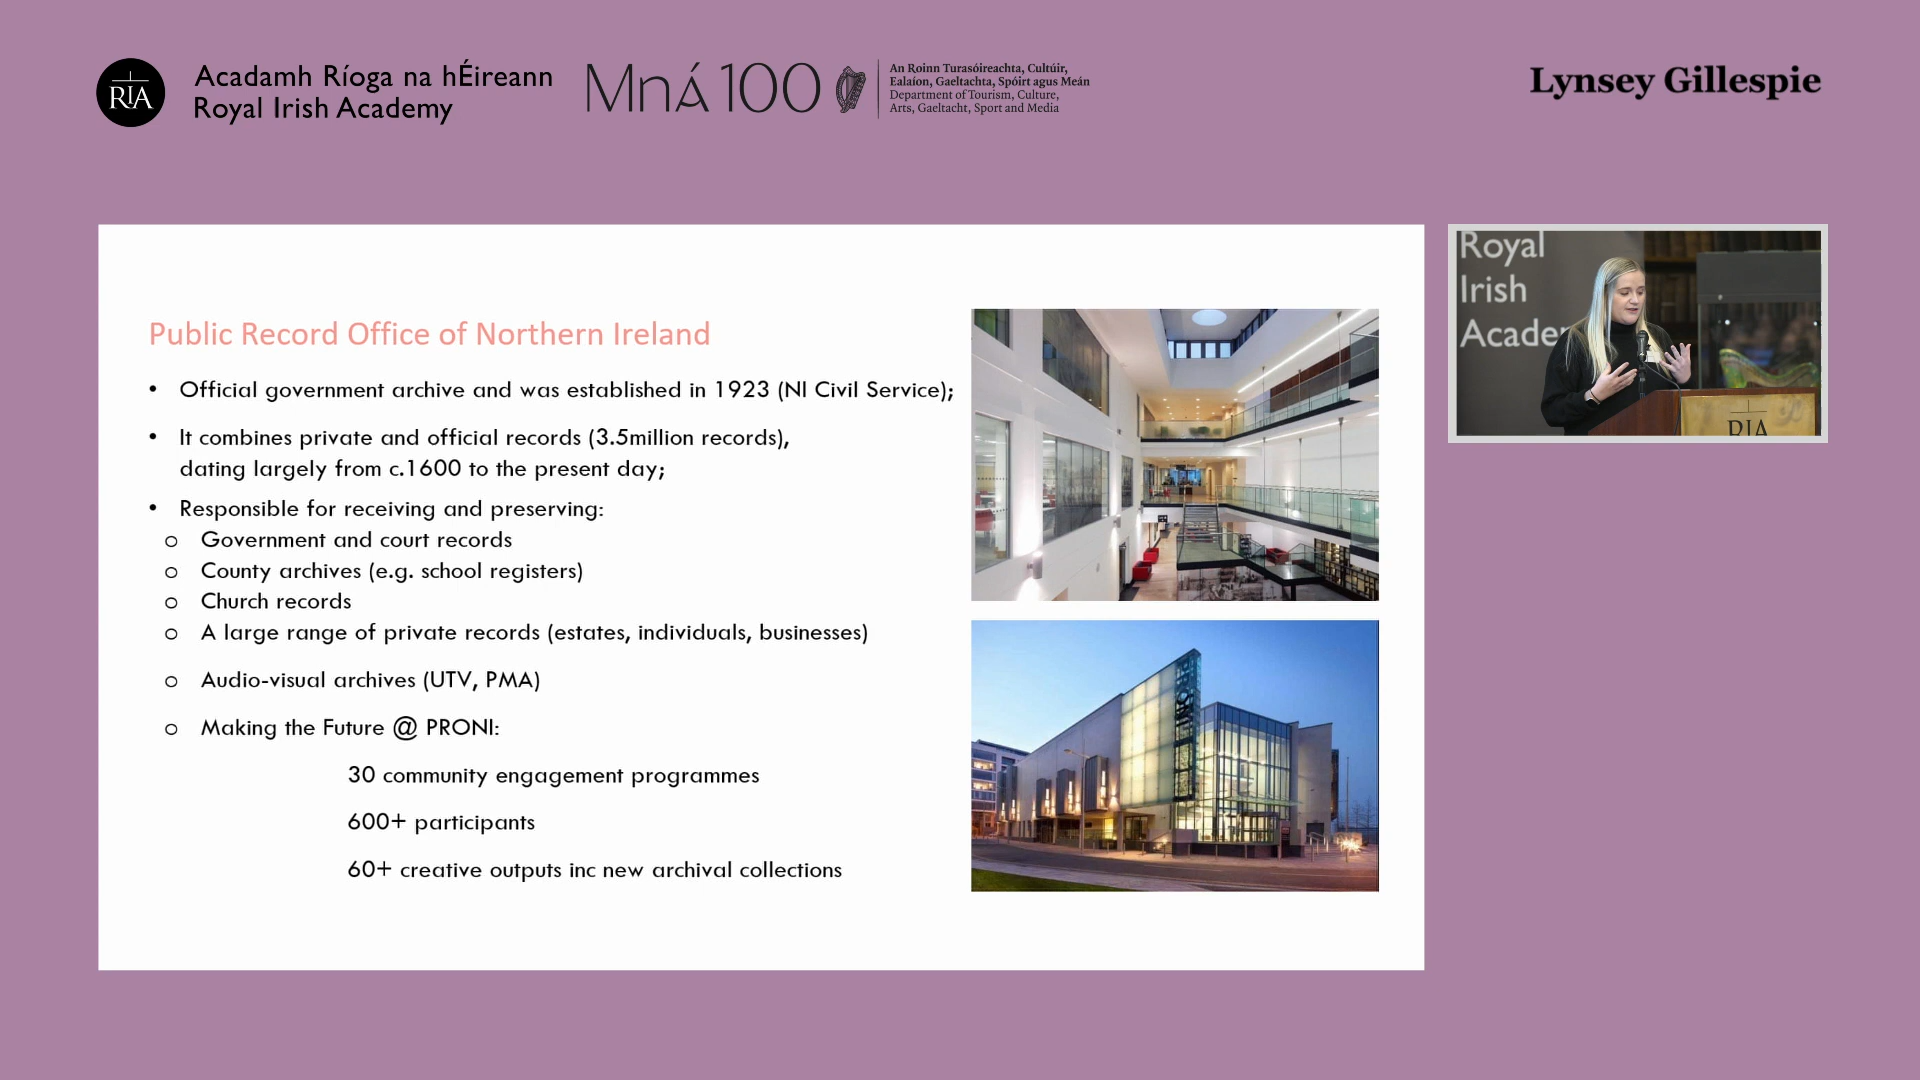 RIA
Acadamh Ríoga na hÉireann
Royal Irish Academy
Mná 100
An Roinn Turasóireachta, Cultúir,
Ealaíon, Gaeltachta, Spóirt agus Meán
Department of Tourism, Culture,
Arts, Gaeltacht, Sport and Media
Lynsey Gillespie
Public Record Office of Northern Ireland
• Official government archive and was established in 1923 (NI Civil Service);
• It combines private and official records (3.5million records),
dating largely from c.1600 to the present day;
• Responsible for receiving and preserving:
o Government and court records
o County archives (e.g. school registers)
o Church records
o A large range of private records (estates, individuals, businesses)
o Audio-visual archives (UTV, PMA)
o Making the Future @ PRONI:
30 community engagement programmes
600+ participants
60+ creative outputs inc new archival collections
Royal
Irish
Acade
RIA